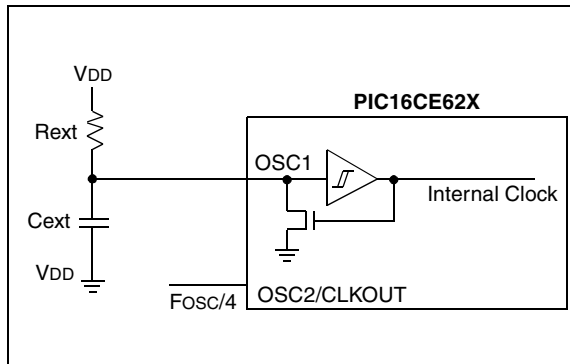 VDD
PIC16CE62X
Rext
OSC1
Internal Clock
Cext
VDD
FOSC/4
OSC2/CLKOUT